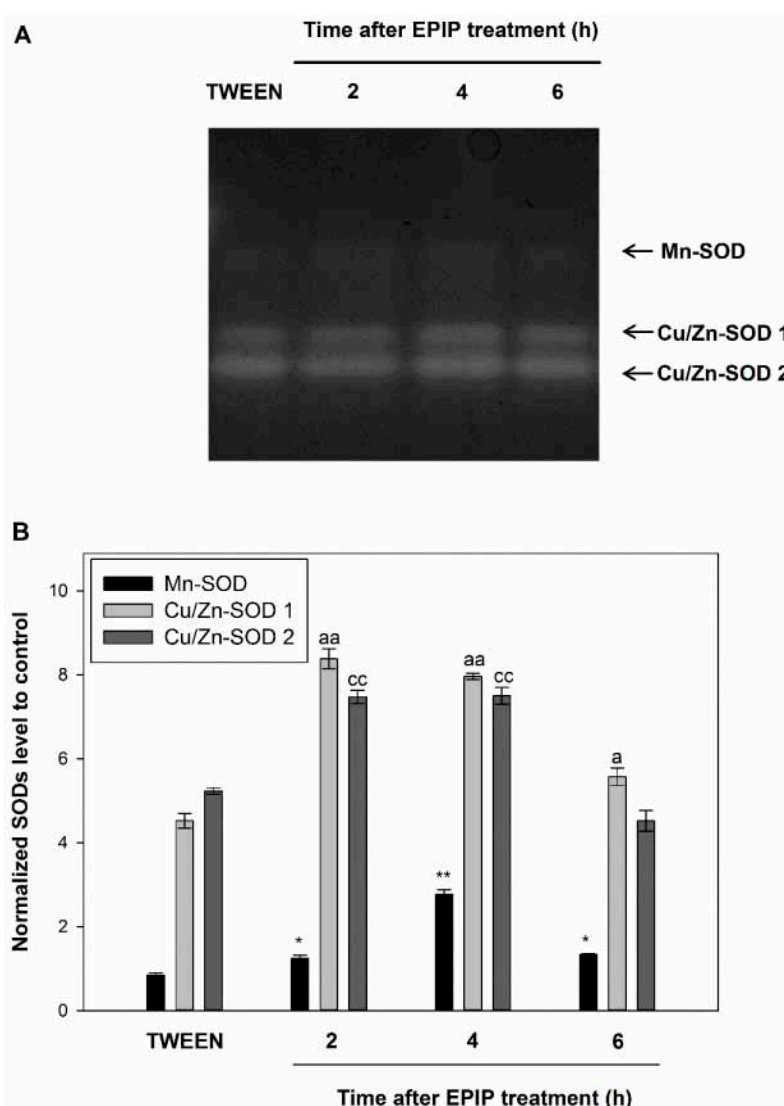 A
Time after EPIP treatment (h)
TWEEN 2 4 6
Mn-SOD
Cu/Zn-SOD 1
Cu/Zn-SOD 2
B
Normalized SODs level to control
10
8
6
4
2
0
Mn-SOD
Cu/Zn-SOD 1
Cu/Zn-SOD 2
* aa cc
** aa cc
* a
TWEEN 2 4 6
Time after EPIP treatment (h)